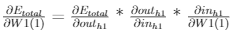 ∂E_total/∂W1(1) = ∂E_total/∂out_h1 * ∂out_h1/∂in_h1 * ∂in_h1/∂W1(1)